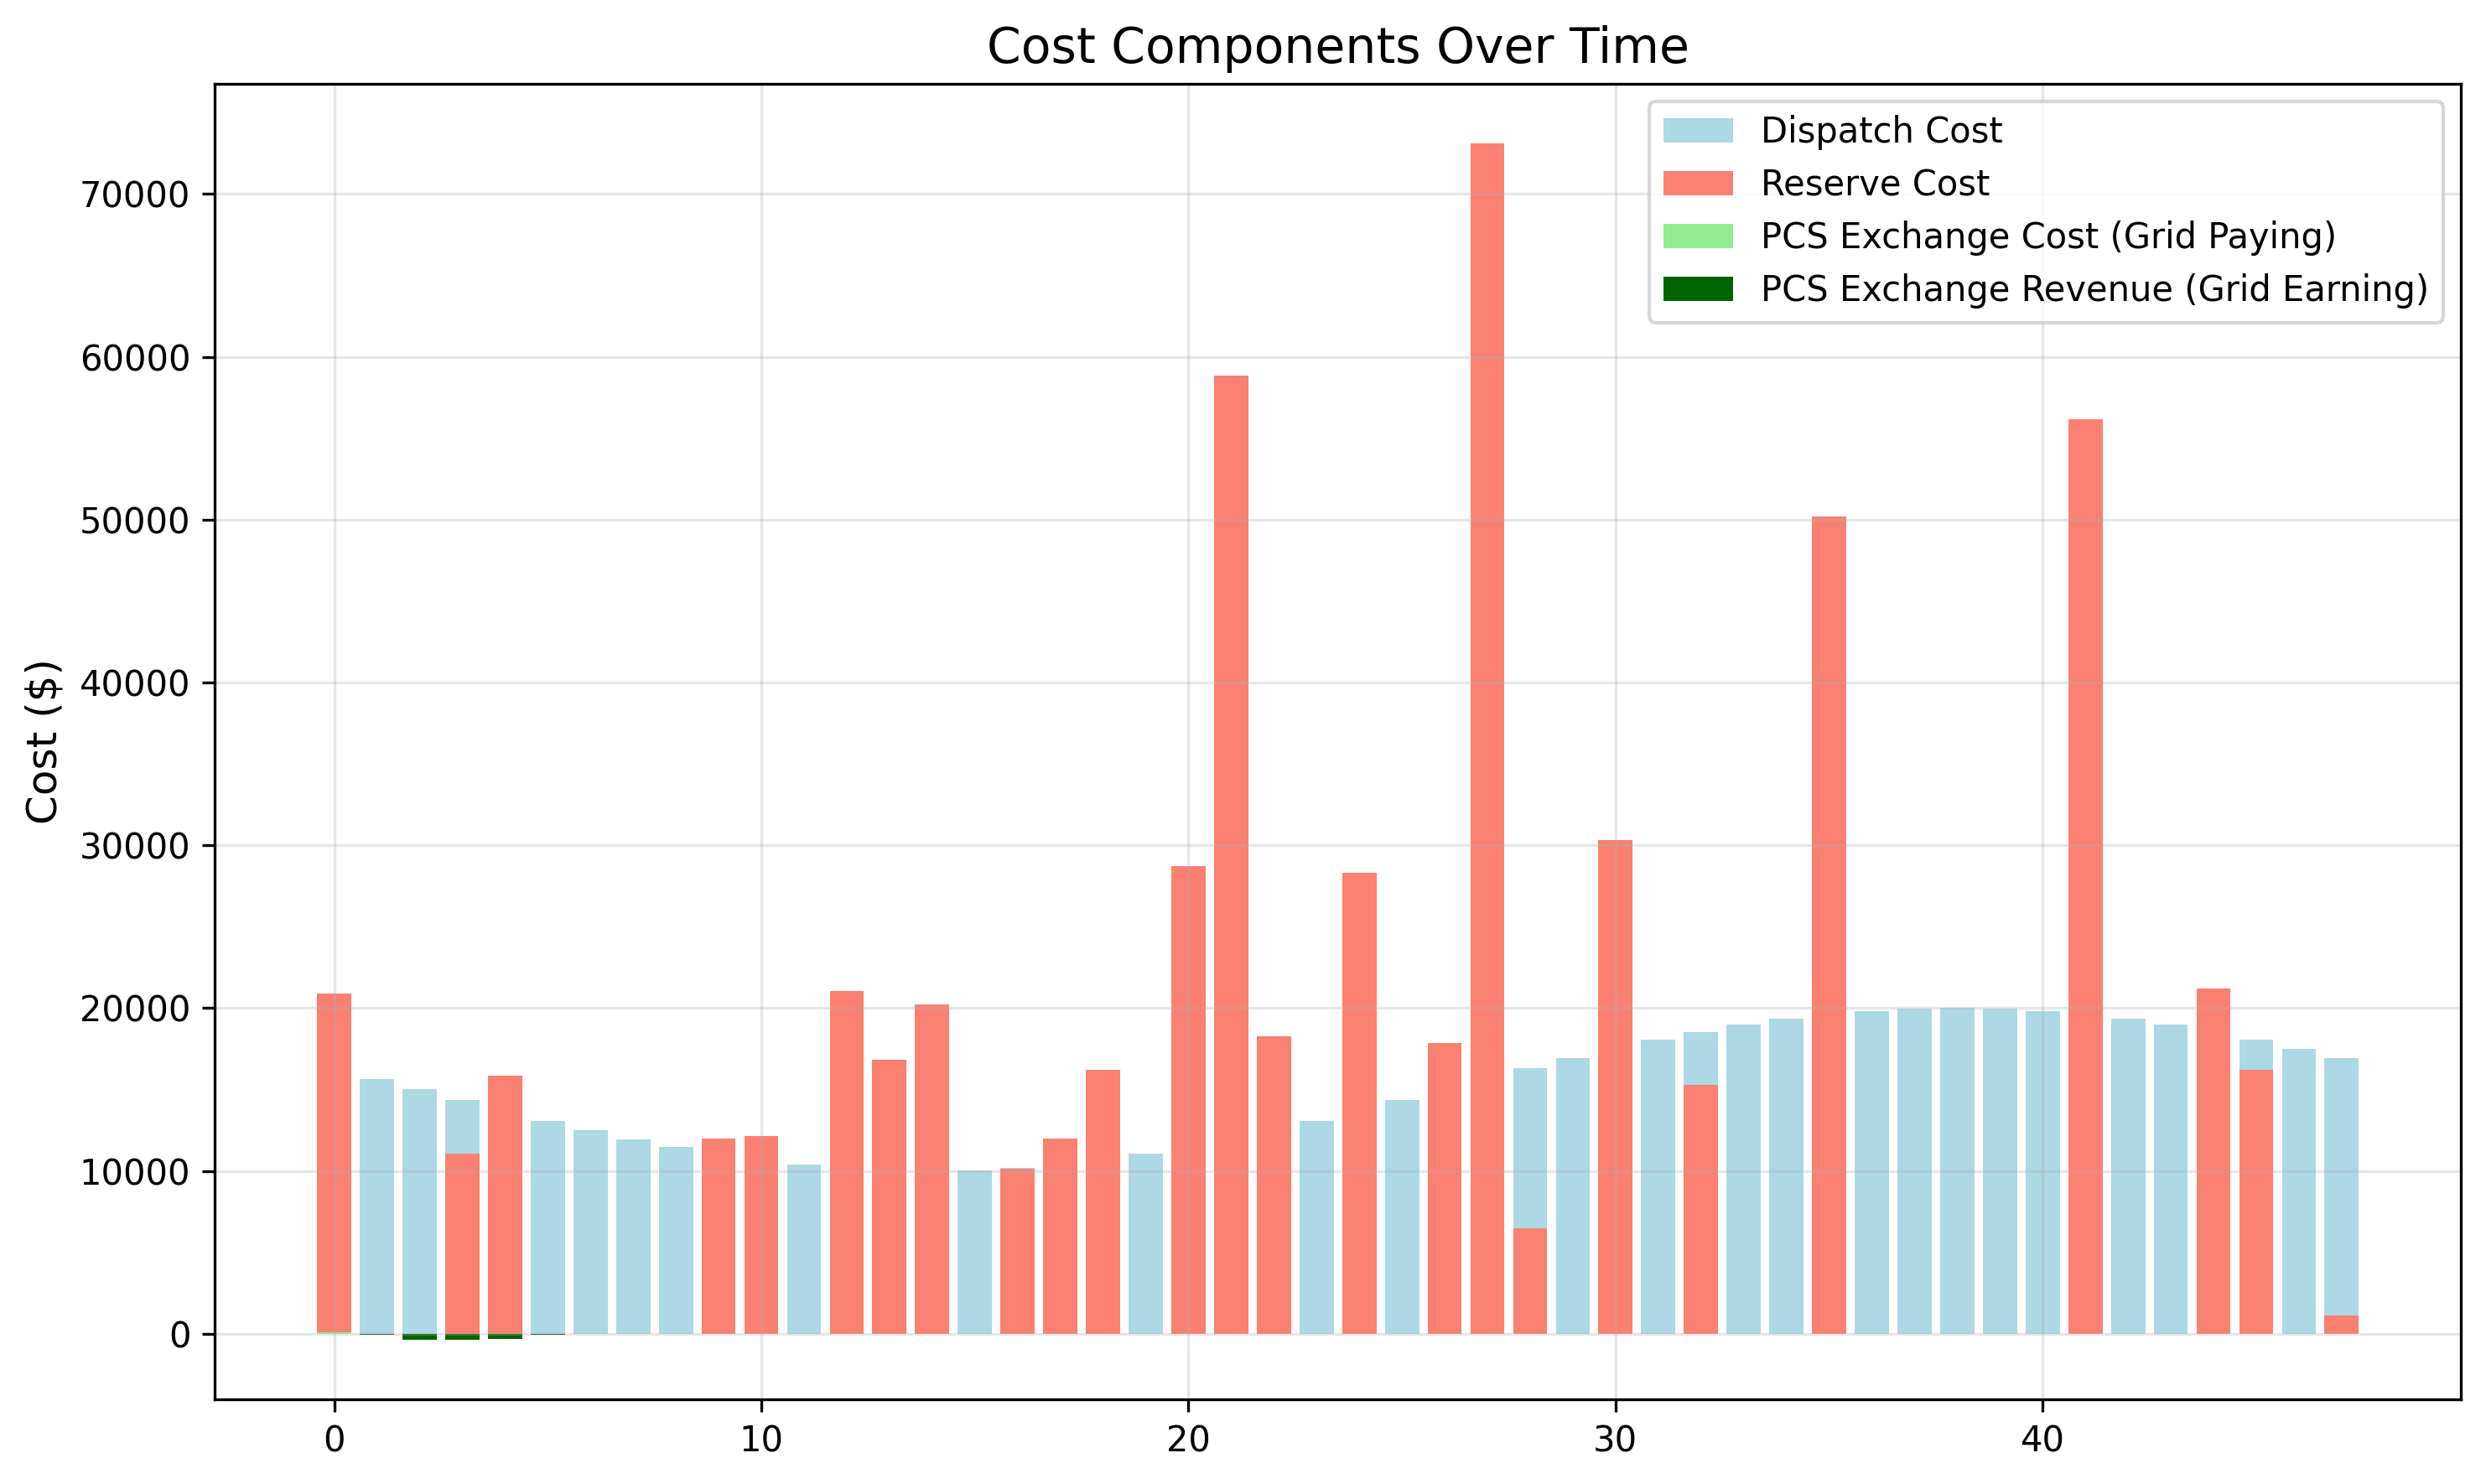 Cost Components Over Time
Dispatch Cost
Reserve Cost
PCS Exchange Cost (Grid Paying)
PCS Exchange Revenue (Grid Earning)
Cost ($)
70000
60000
50000
40000
30000
20000
10000
0
0 10 20 30 40